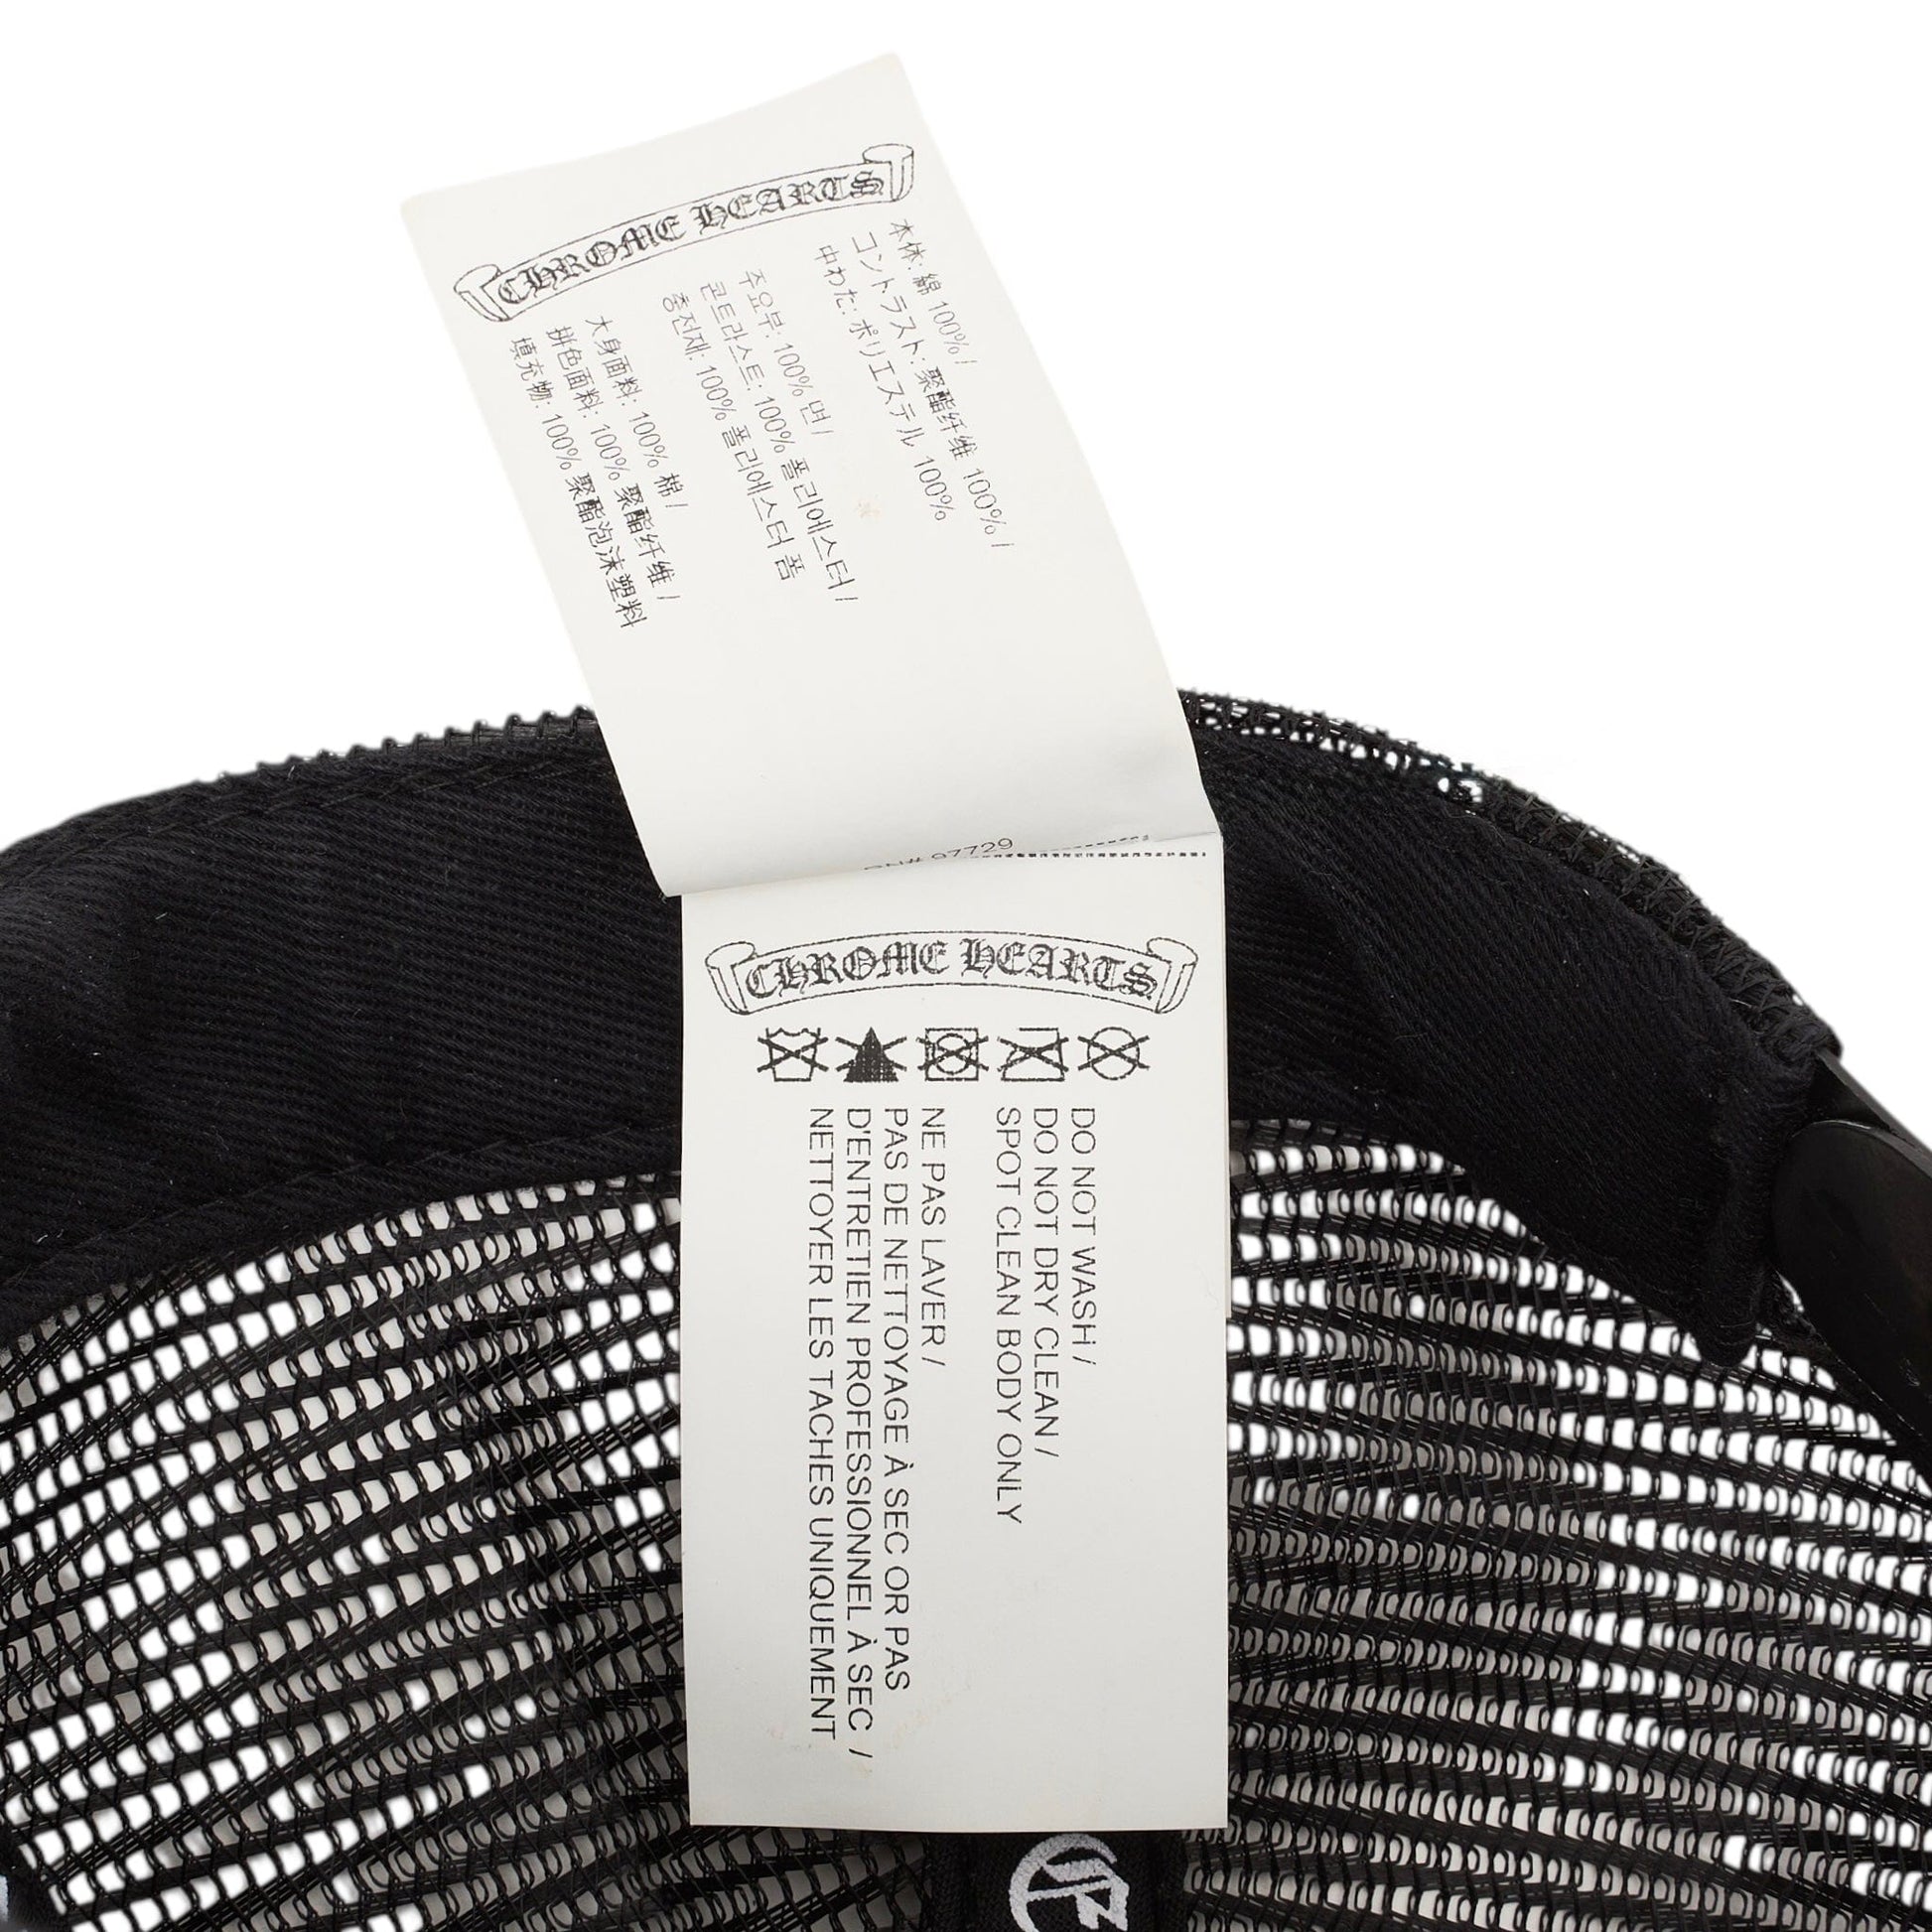 CHROME HEARTS
本体: 綿 100% /
コントラスト: 聚酯纤维 100% /
中わた: ポリエステル 100%
주요부: 100% 면 /
콘트라스트: 100% 폴리에스터 /
충전재: 100% 폴리에스터 폼
大身面料: 100% 棉 /
拼色面料: 100% 聚酯纤维 /
填充物: 100% 聚酯泡沫塑料
97729
CHROME HEARTS
DO NOT WASH /
DO NOT DRY CLEAN /
SPOT CLEAN BODY ONLY
NE PAS LAVER /
PAS DE NETTOYAGE À SEC OR PAS
D'ENTRETIEN PROFESSIONNEL À SEC /
NETTOYER LES TACHES UNIQUEMENT